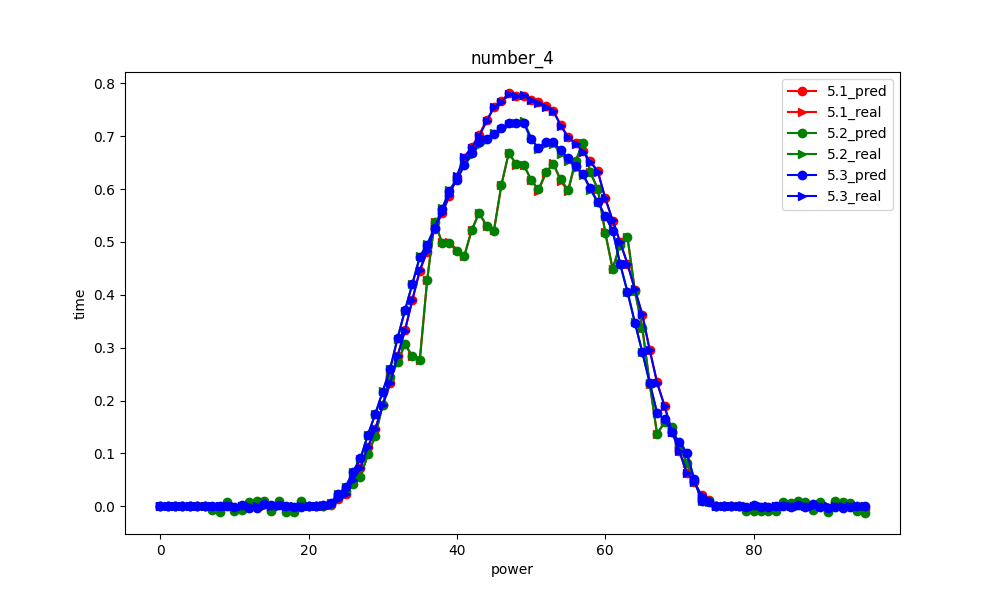 number_4
5.1_pred
5.1_real
5.2_pred
5.2_real
5.3_pred
5.3_real
time
0.8
0.7
0.6
0.5
0.4
0.3
0.2
0.1
0.0
0 20 40 60 80
power